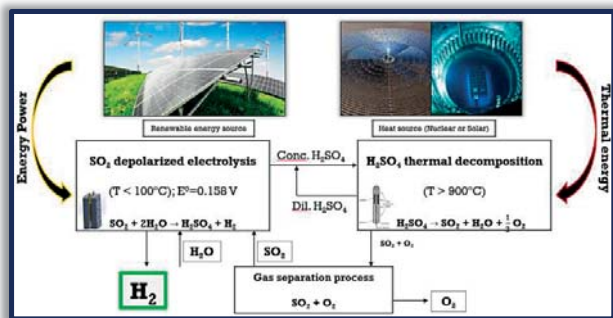 Energy Power
Renewable energy source
Heat source (Nuclear or Solar)
Thermal energy
SO₂ depolarized electrolysis
(T < 100°C); E⁰=0.158 V
SO₂ + 2H₂O → H₂SO₄ + H₂
Conc. H₂SO₄
Dil. H₂SO₄
H₂SO₄ thermal decomposition
(T > 900°C)
H₂SO₄ → SO₂ + H₂O + ½ O₂
SO₂ + O₂
H₂
H₂O
SO₂
Gas separation process
SO₂ + O₂
O₂